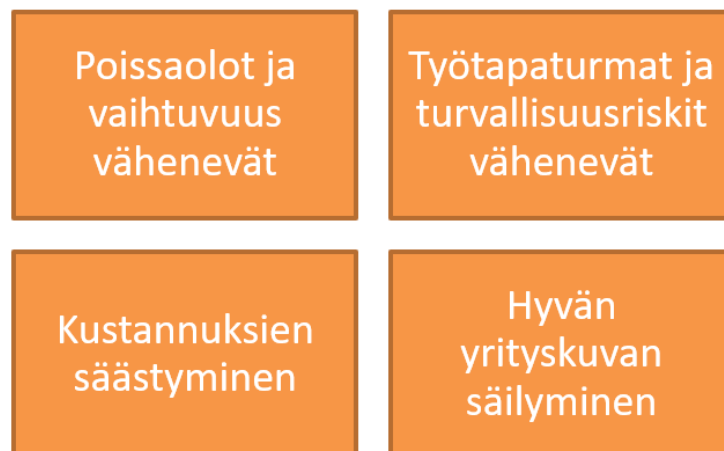 Poissaolot ja
vaihtuvuus
vähenevät
Työtapaturmat ja
turvallisuusriskit
vähenevät
Kustannuksien
säästyminen
Hyvän
yrityskuvan
säilyminen